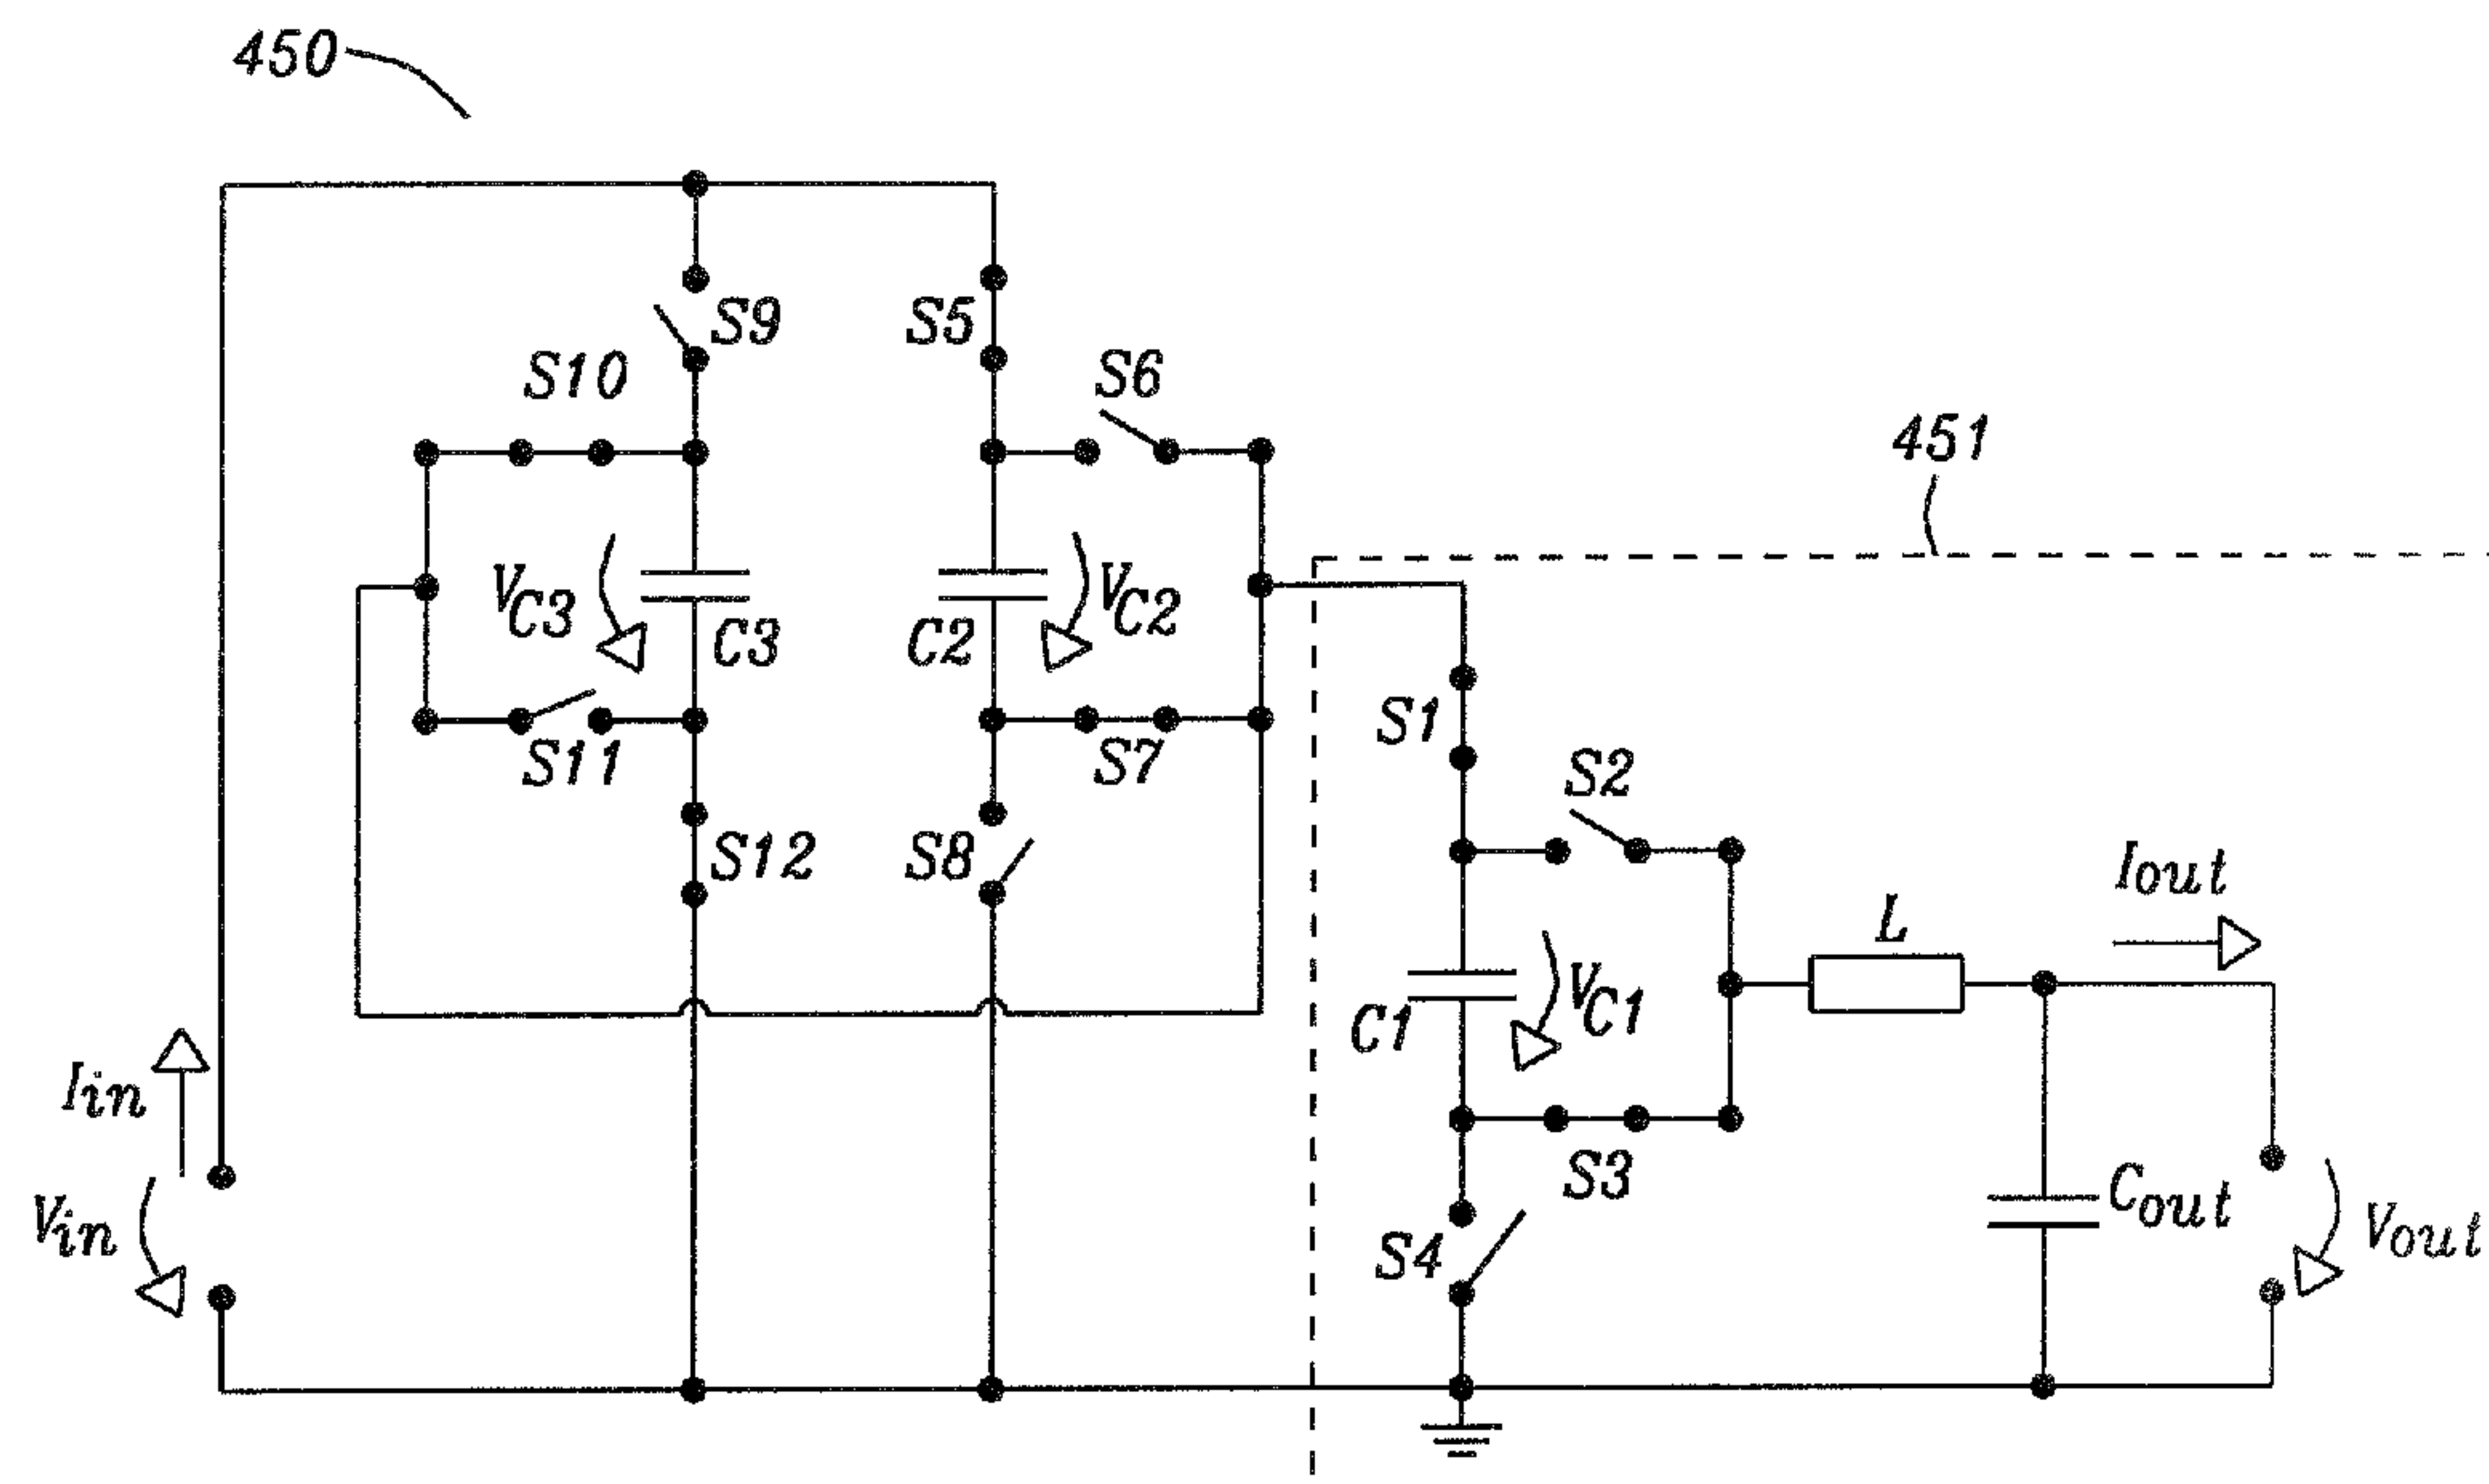 450
S9
S5
S10
S6
451
VC3
C3
C2
VC2
S11
S7
S1
S2
S12
S8
Iout
L
C1
VC1
Iin
S3
Vin
S4
Cout
Vout